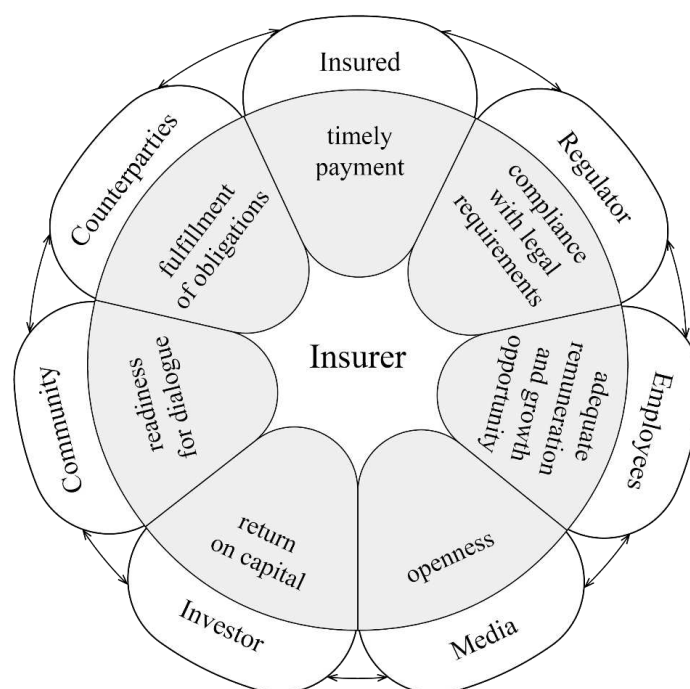 Insured
timely
payment
Regulator
compliance
with legal
requirements
Employees
adequate
remuneration
and growth
opportunity
Media
openness
Investor
return
on capital
Community
readiness
for dialogue
Counterparties
fulfillment
of obligations
Insurer